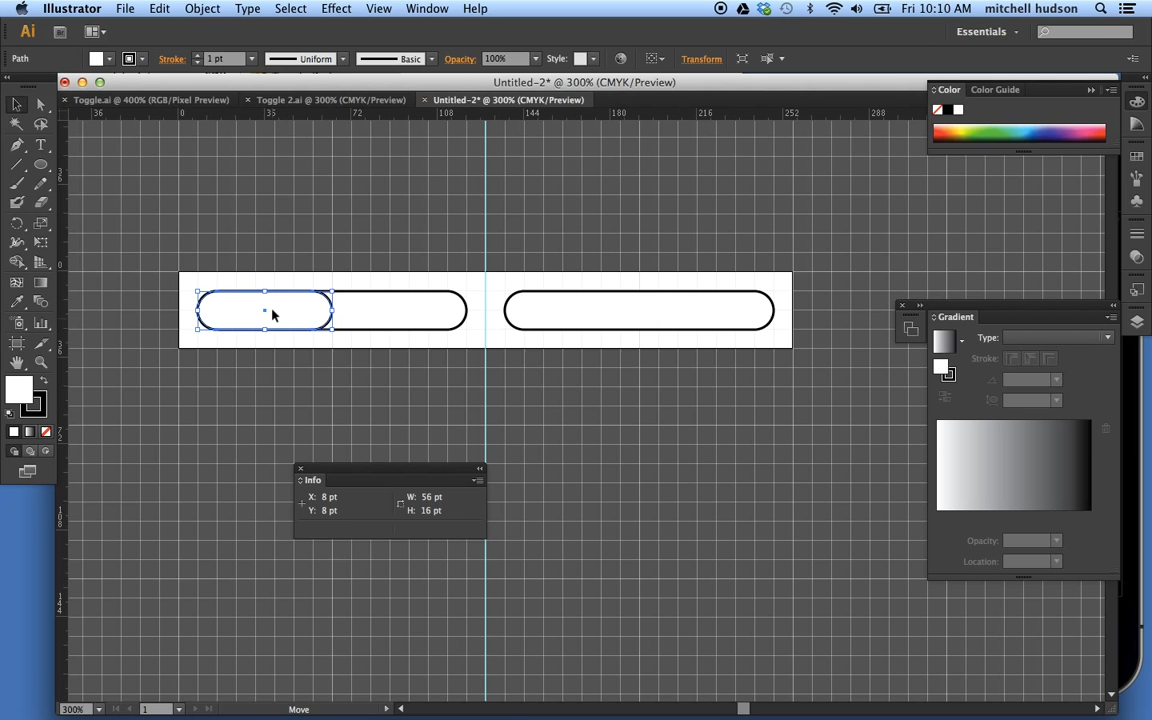 Illustrator File Edit Object Type Select Effect View Window Help Fri 10:10 AM mitchell hudson
Ai Essentials
Path Stroke: 1 pt Uniform Basic Opacity: 100% Style: Transform
Untitled-2* @ 300% (CMYK/Preview)
Toggle.ai @ 400% (RGB/Pixel Preview) Toggle 2.ai @ 300% (CMYK/Preview) Untitled-2* @ 300% (CMYK/Preview)
36 0 36 72 108 144 180 216 252 288
Color Color Guide
Gradient
Type:
Stroke:
Opacity:
Location:
Info
X: 8 pt W: 56 pt
Y: 8 pt H: 16 pt
300% 1 Move